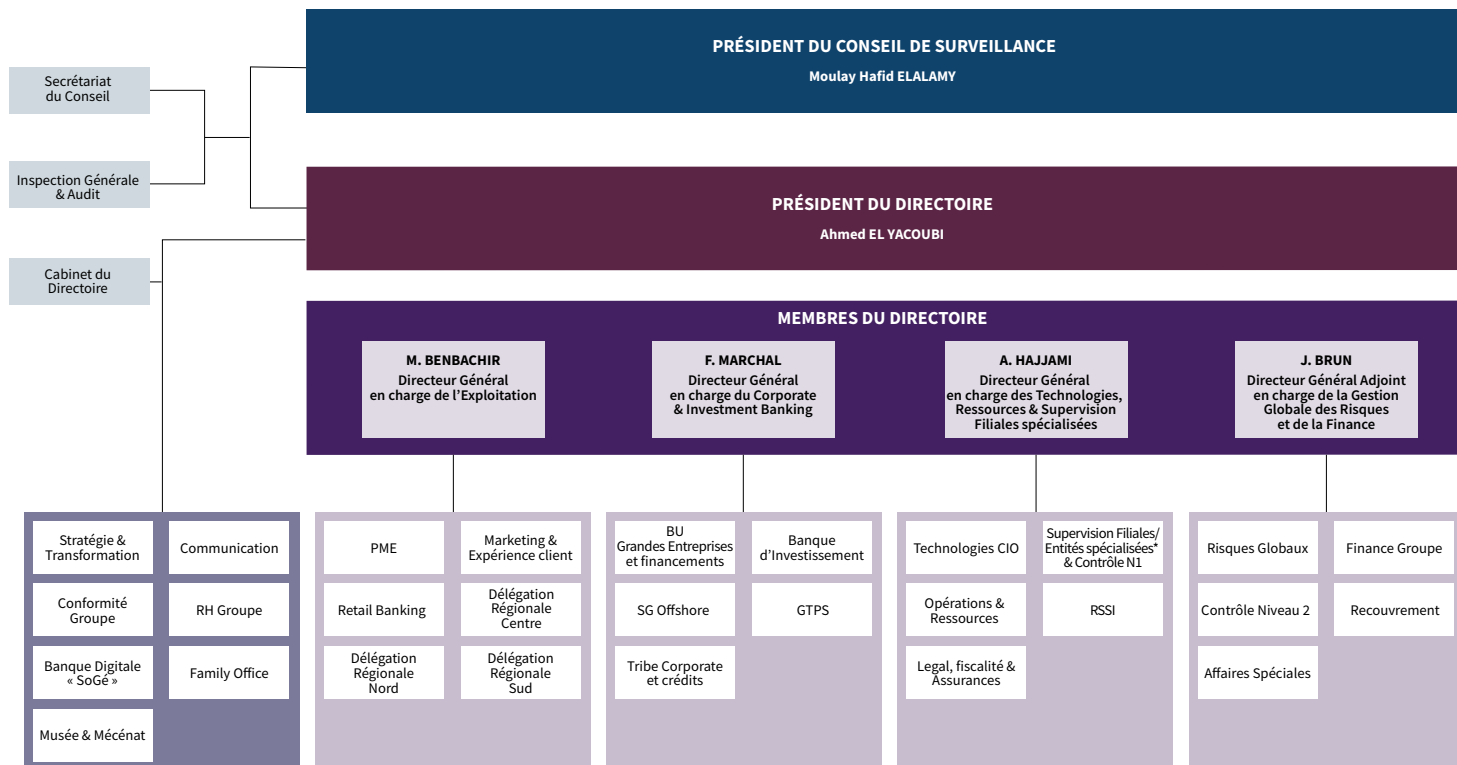 PRÉSIDENT DU CONSEIL DE SURVEILLANCE
Moulay Hafid ELALAMY
Secrétariat
du Conseil
Inspection Générale
& Audit
PRÉSIDENT DU DIRECTOIRE
Ahmed EL YACOUBI
Cabinet du
Directoire
MEMBRES DU DIRECTOIRE
M. BENBACHIR
Directeur Général
en charge de l'Exploitation
F. MARCHAL
Directeur Général
en charge du Corporate
& Investment Banking
A. HAJJAMI
Directeur Général
en charge des Technologies,
Ressources & Supervision
Filiales spécialisées
J. BRUN
Directeur Général Adjoint
en charge de la Gestion
Globale des Risques
et de la Finance
Stratégie &
Transformation
Communication
Conformité
Groupe
RH Groupe
Banque Digitale
« SoGé »
Family Office
Musée & Mécénat
PME
Marketing &
Expérience client
Retail Banking
Délégation
Régionale
Centre
Délégation
Régionale
Nord
Délégation
Régionale
Sud
BU
Grandes Entreprises
et financements
Banque
d'Investissement
SG Offshore
GTPS
Tribe Corporate
et crédits
Technologies CIO
Supervision Filiales/
Entités spécialisées*
& Contrôle N1
Opérations &
Ressources
RSSI
Legal, fiscalité &
Assurances
Risques Globaux
Finance Groupe
Contrôle Niveau 2
Recouvrement
Affaires Spéciales